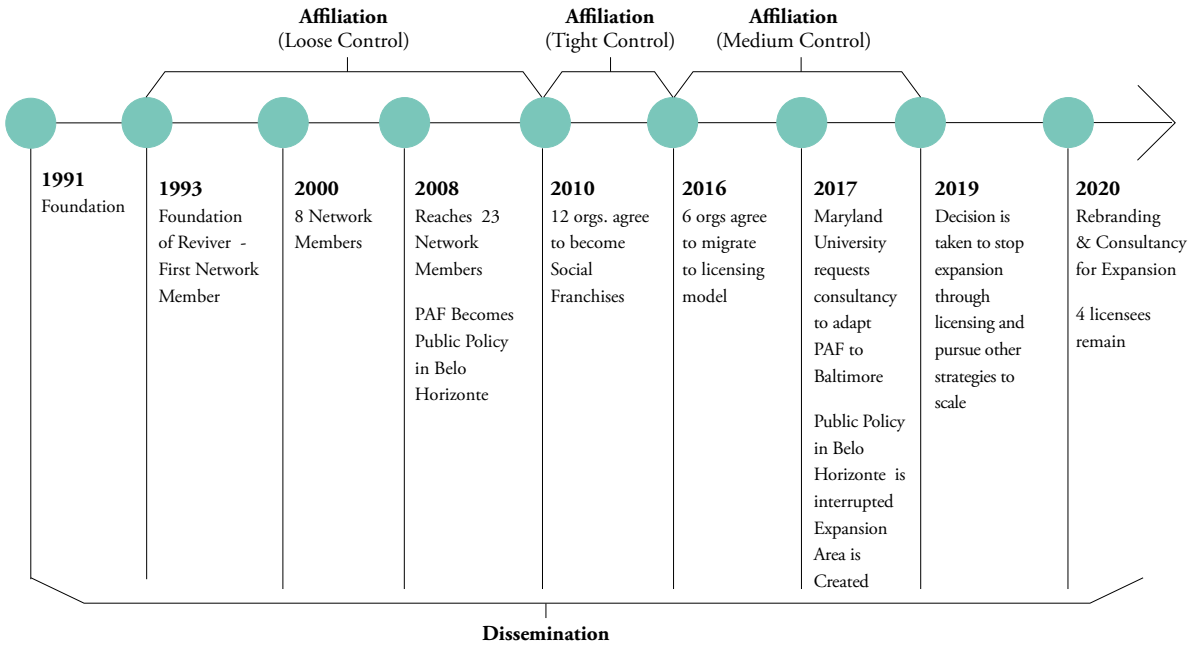 Affiliation
(Loose Control)
Affiliation
(Tight Control)
Affiliation
(Medium Control)
1991
Foundation
1993
Foundation
of Reviver -
First Network
Member
2000
8 Network
Members
2008
Reaches 23
Network
Members
PAF Becomes
Public Policy
in Belo
Horizonte
2010
12 orgs. agree
to become
Social
Franchises
2016
6 orgs agree
to migrate
to licensing
model
2017
Maryland
University
requests
consultancy
to adapt
PAF to
Baltimore
Public Policy
in Belo
Horizonte is
interrupted
Expansion
Area is
Created
2019
Decision is
taken to stop
expansion
through
licensing and
pursue other
strategies to
scale
2020
Rebranding
& Consultancy
for Expansion
4 licensees
remain
Dissemination